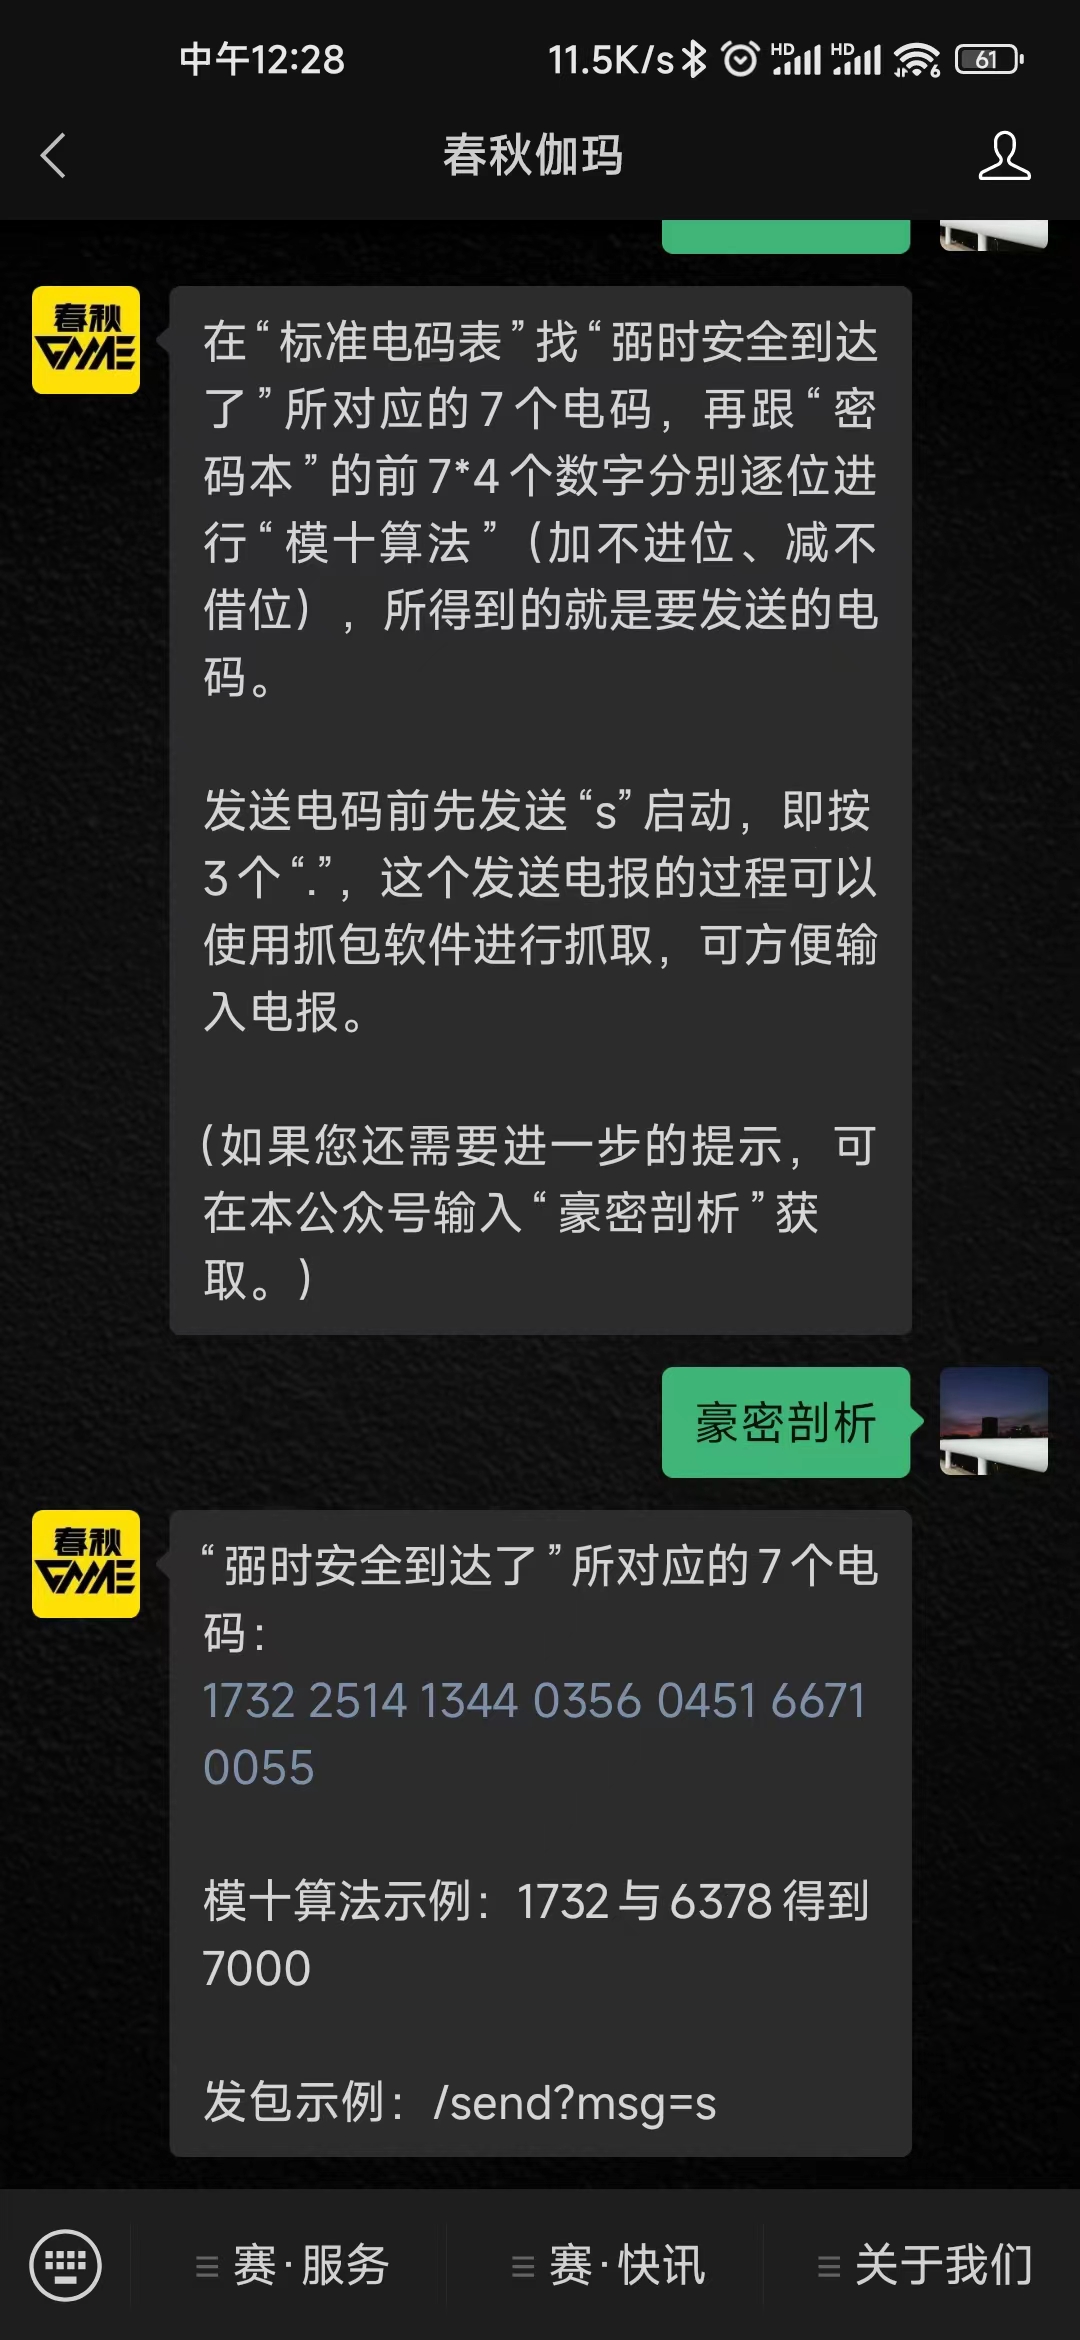 中午12:28
11.5K/s
HD
HD
6
61
春秋伽玛
春秋
GAME
在“标准电码表”找“弼时安全到达
了”所对应的7个电码，再跟“密
码本”的前7*4个数字分别逐位进
行“模十算法”（加不进位、减不
借位），所得到的就是要发送的电
码。
发送电码前先发送“s”启动，即按
3个“.”，这个发送电报的过程可以
使用抓包软件进行抓取，可方便输
入电报。
(如果您还需要进一步的提示，可
在本公众号输入“豪密剖析”获
取。)
豪密剖析
春秋
GAME
“弼时安全到达了”所对应的7个电
码：
1732 2514 1344 0356 0451 6671
0055
模十算法示例：1732与6378得到
7000
发包示例：/send?msg=s
赛·服务
赛·快讯
关于我们